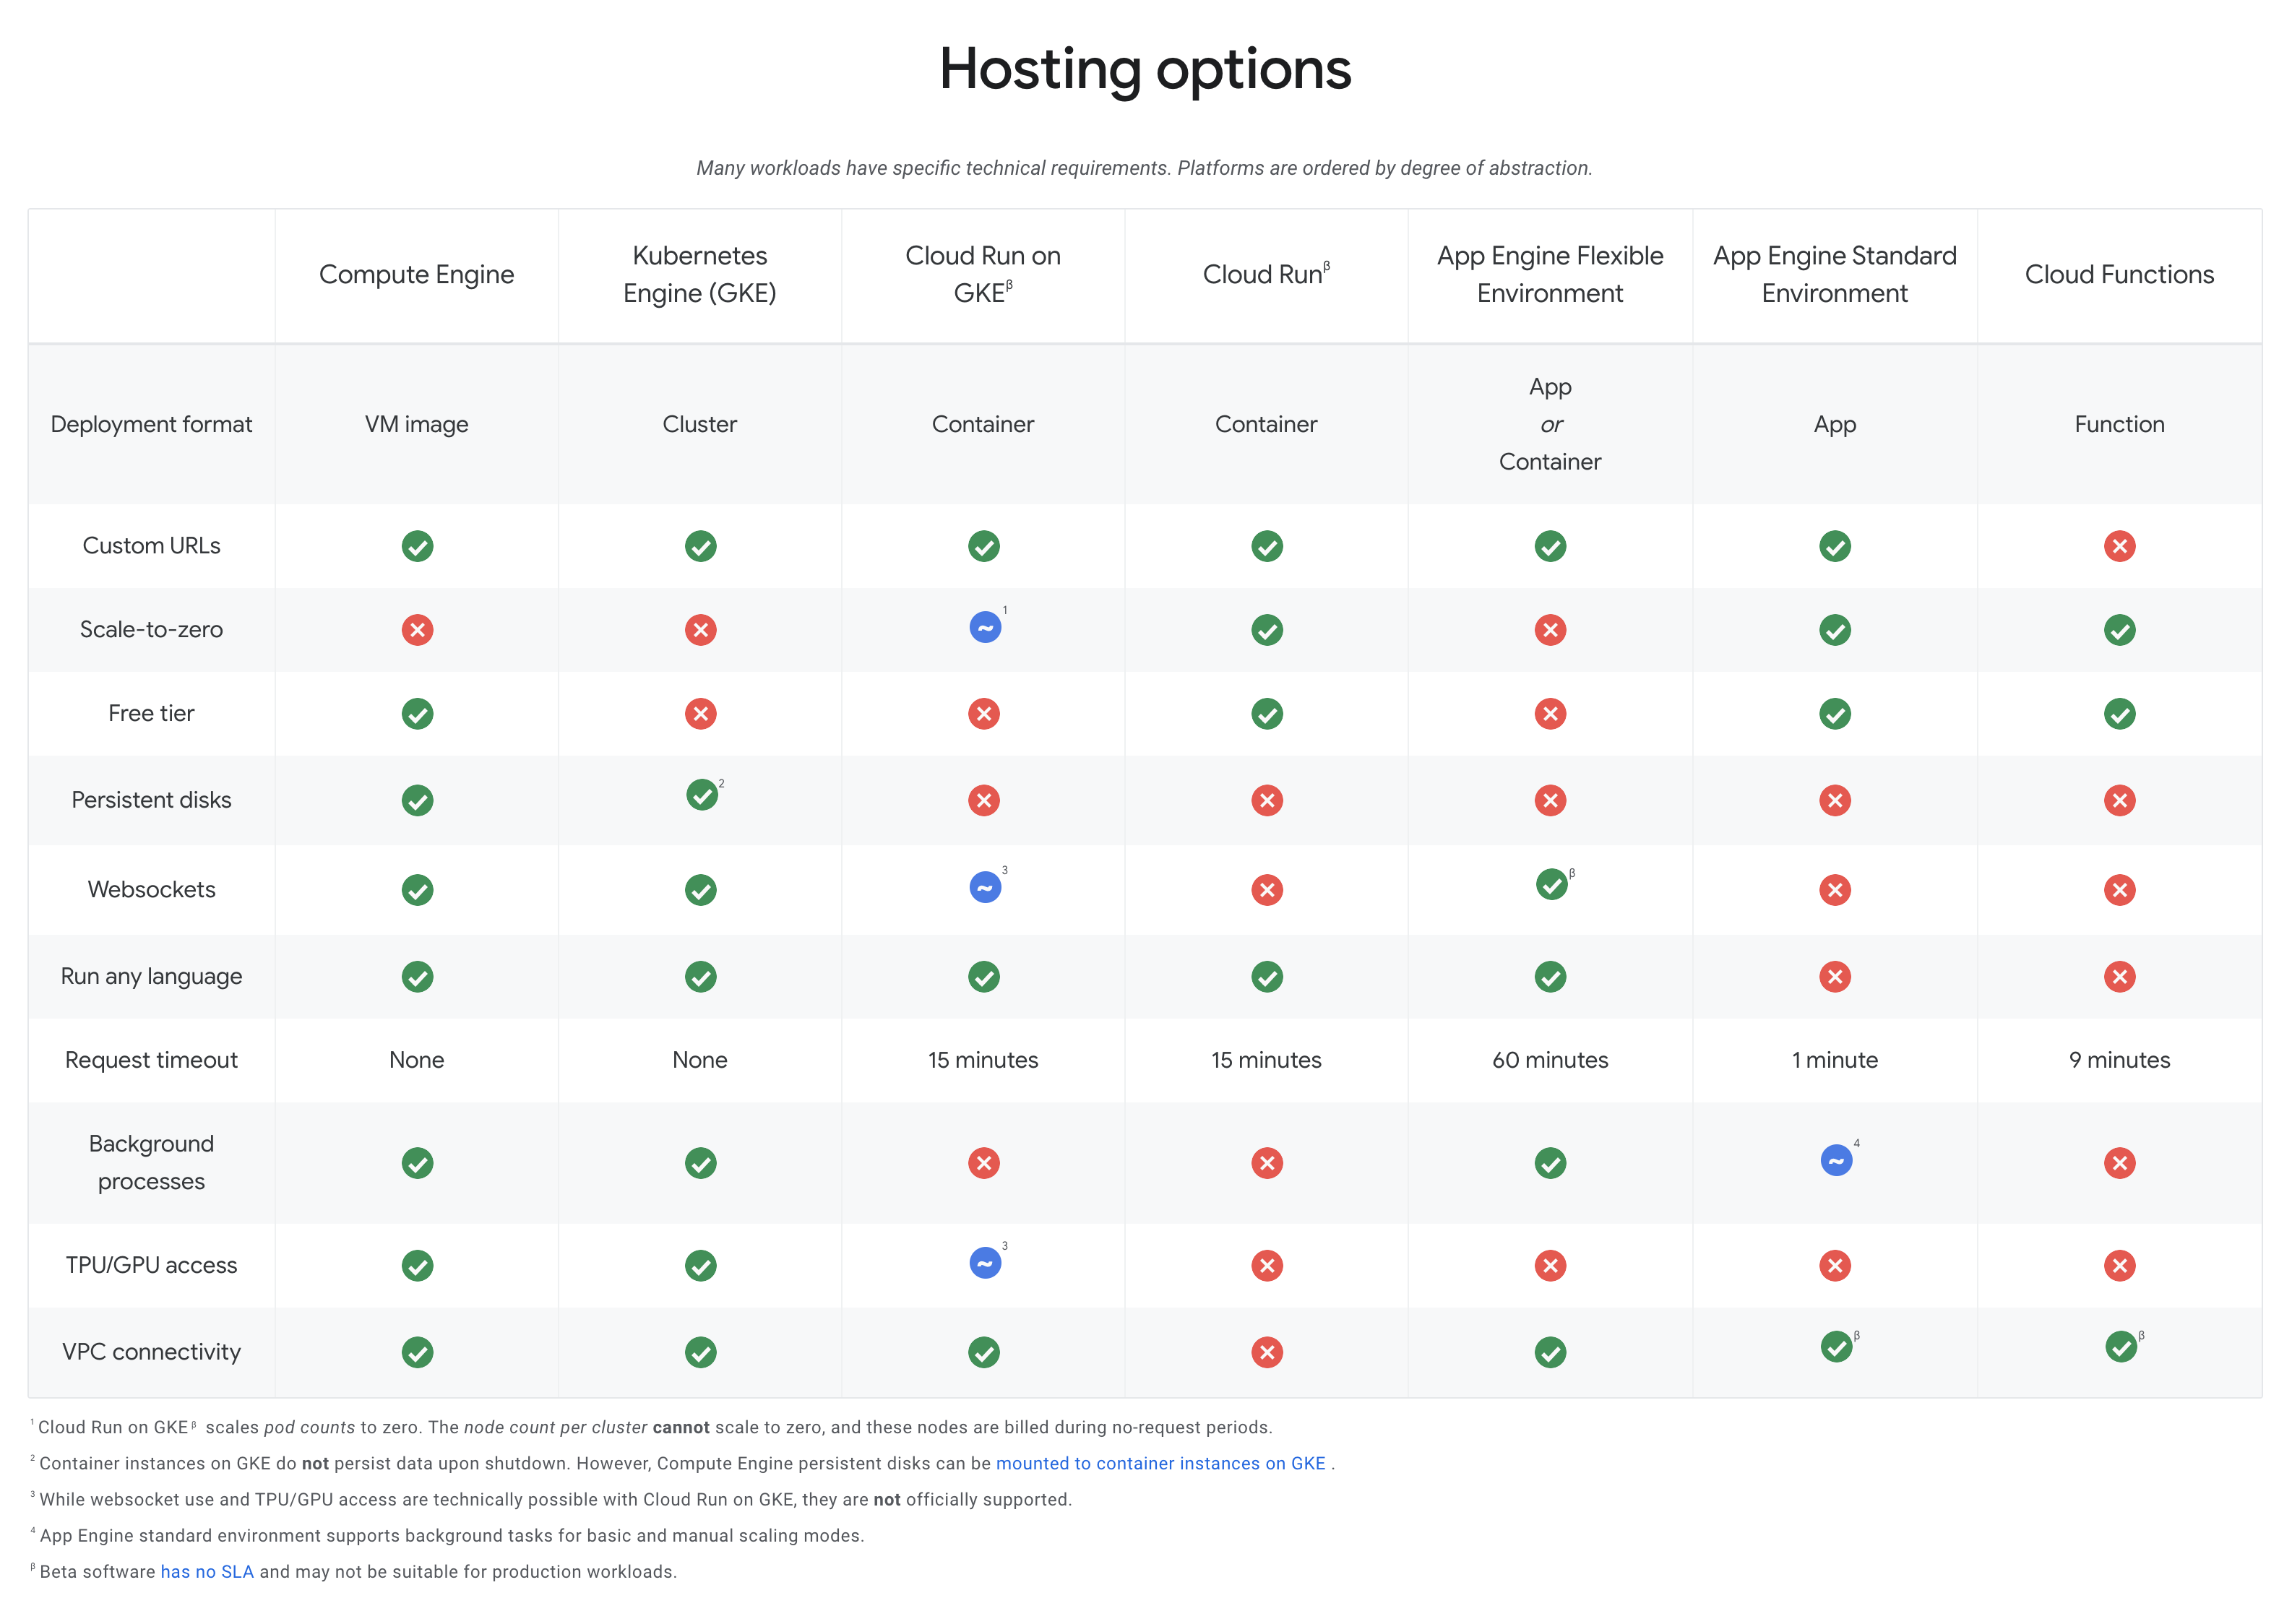 Hosting options
Many workloads have specific technical requirements. Platforms are ordered by degree of abstraction.
Compute Engine
Kubernetes
Engine (GKE)
Cloud Run on
GKEᵝ
Cloud Runᵝ
App Engine Flexible
Environment
App Engine Standard
Environment
Cloud Functions
Deployment format
VM image
Cluster
Container
Container
App
or
Container
App
Function
Custom URLs
Scale-to-zero
1
Free tier
Persistent disks
2
Websockets
3
β
Run any language
Request timeout
None
None
15 minutes
15 minutes
60 minutes
1 minute
9 minutes
Background
processes
4
TPU/GPU access
3
VPC connectivity
β
β
¹ Cloud Run on GKE ᵝ scales pod counts to zero. The node count per cluster cannot scale to zero, and these nodes are billed during no-request periods.
² Container instances on GKE do not persist data upon shutdown. However, Compute Engine persistent disks can be mounted to container instances on GKE .
³ While websocket use and TPU/GPU access are technically possible with Cloud Run on GKE, they are not officially supported.
⁴ App Engine standard environment supports background tasks for basic and manual scaling modes.
ᵝ Beta software has no SLA and may not be suitable for production workloads.